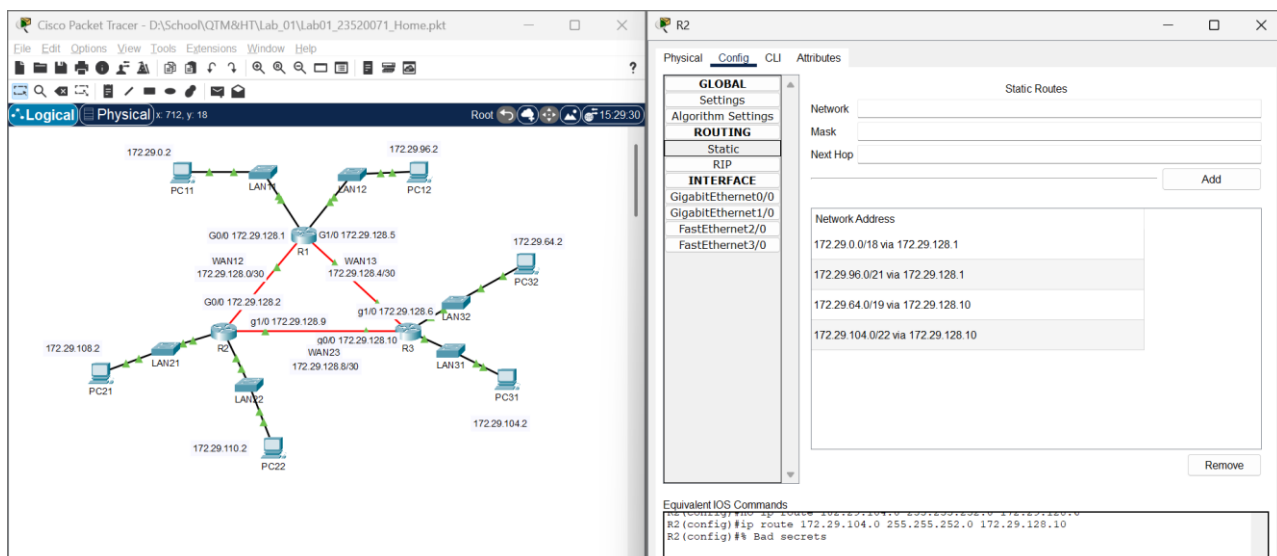 Cisco Packet Tracer - D:\School\QTM&HT\Lab_01\Lab01_23520071_Home.pkt
File Edit Options View Tools Extensions Window Help
?
Logical Physical x: 712, y: 18
Root 15:29:30
172.29.0.2
172.29.96.2
PC11
LAN11
LAN12
PC12
G0/0 172.29.128.1
G1/0 172.29.128.5
R1
172.29.64.2
WAN12
172.29.128.0/30
WAN13
172.29.128.4/30
PC32
G0/0 172.29.128.2
g1/0 172.29.128.6
LAN32
g1/0 172.29.128.9
R2
g0/0 172.29.128.10
R3
172.29.108.2
LAN21
WAN23
172.29.128.8/30
LAN31
PC21
LAN22
PC31
172.29.104.2
172.29.110.2
PC22
R2
Physical Config CLI Attributes
GLOBAL
Settings
Algorithm Settings
ROUTING
Static
RIP
INTERFACE
GigabitEthernet0/0
GigabitEthernet1/0
FastEthernet2/0
FastEthernet3/0
Static Routes
Network
Mask
Next Hop
Add
Network Address
172.29.0.0/18 via 172.29.128.1
172.29.96.0/21 via 172.29.128.1
172.29.64.0/19 via 172.29.128.10
172.29.104.0/22 via 172.29.128.10
Remove
Equivalent IOS Commands
R2(config)#ip route 172.29.104.0 255.255.252.0 172.29.128.10
R2(config)#% Bad secrets